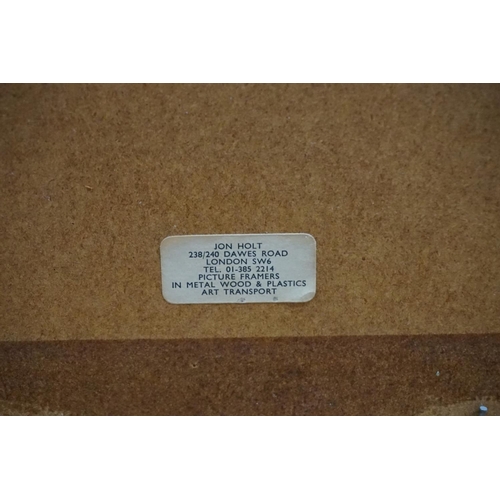 JON HOLT
238/240 DAWES ROAD
LONDON SW6
TEL. 01-385 2214
PICTURE FRAMERS
IN METAL WOOD & PLASTICS
ART TRANSPORT